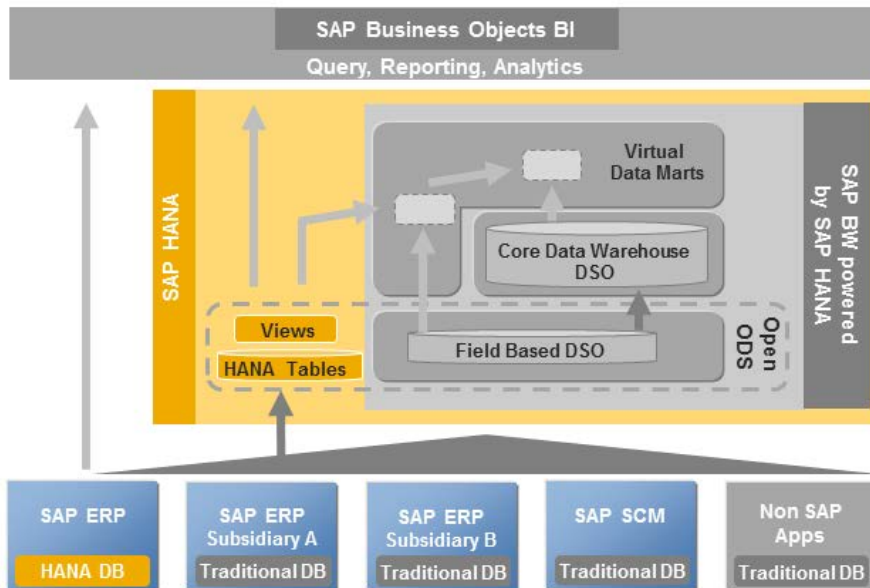 SAP Business Objects BI
Query, Reporting, Analytics
SAP HANA
Virtual
Data Marts
Core Data Warehouse
DSO
Views
HANA Tables
Field Based DSO
Open
ODS
SAP BW powered
by SAP HANA
SAP ERP
HANA DB
SAP ERP
Subsidiary A
Traditional DB
SAP ERP
Subsidiary B
Traditional DB
SAP SCM
Traditional DB
Non SAP
Apps
Traditional DB